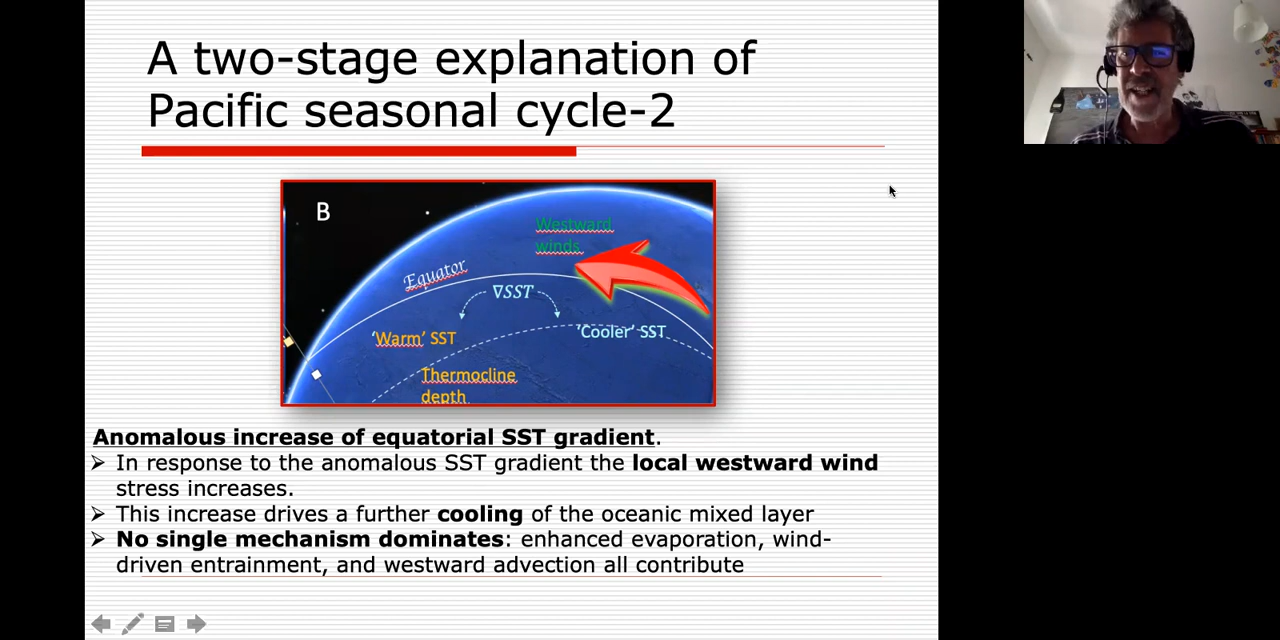 A two-stage explanation of
Pacific seasonal cycle-2
B
Westward
winds
Equator
∇SST
'Warm' SST
'Cooler' SST
Thermocline
depth
Anomalous increase of equatorial SST gradient.
➢ In response to the anomalous SST gradient the local westward wind
stress increases.
➢ This increase drives a further cooling of the oceanic mixed layer
➢ No single mechanism dominates: enhanced evaporation, wind-
driven entrainment, and westward advection all contribute